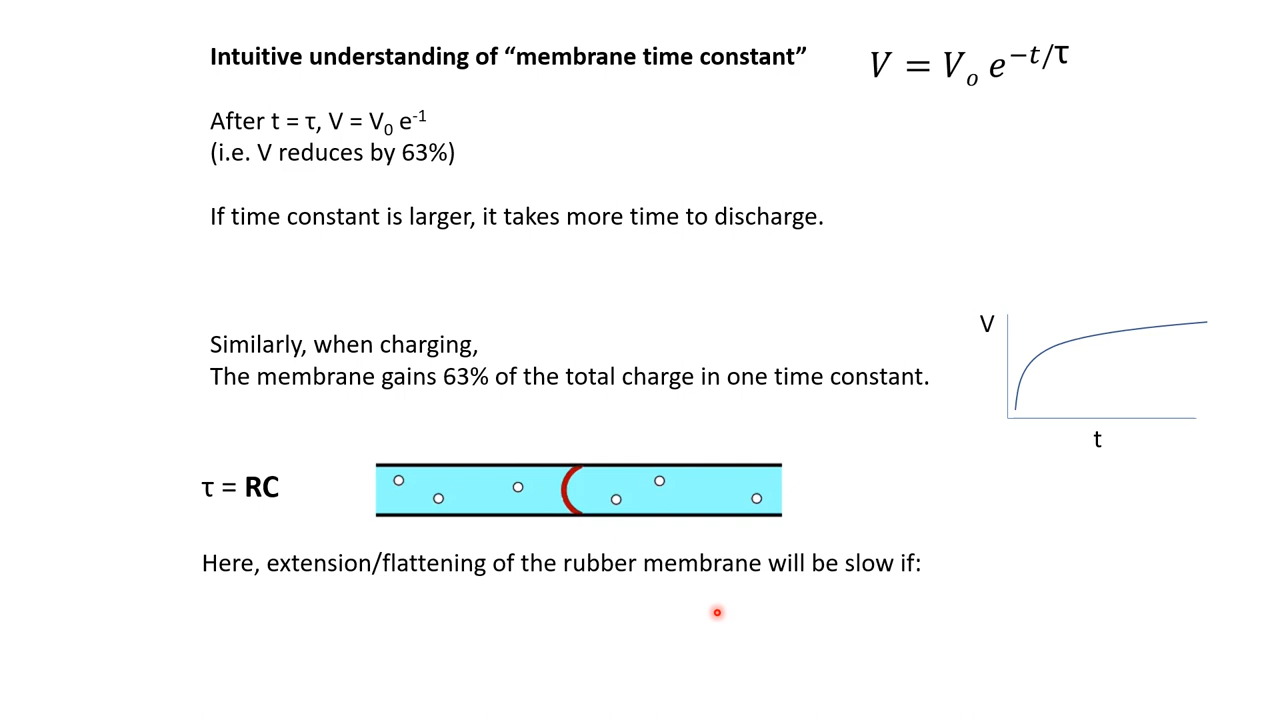 Intuitive understanding of “membrane time constant”
V = Vₒ e^−t/τ
After t = τ, V = V₀ e⁻¹
(i.e. V reduces by 63%)
If time constant is larger, it takes more time to discharge.
Similarly, when charging,
The membrane gains 63% of the total charge in one time constant.
V
t
τ = RC
Here, extension/flattening of the rubber membrane will be slow if: